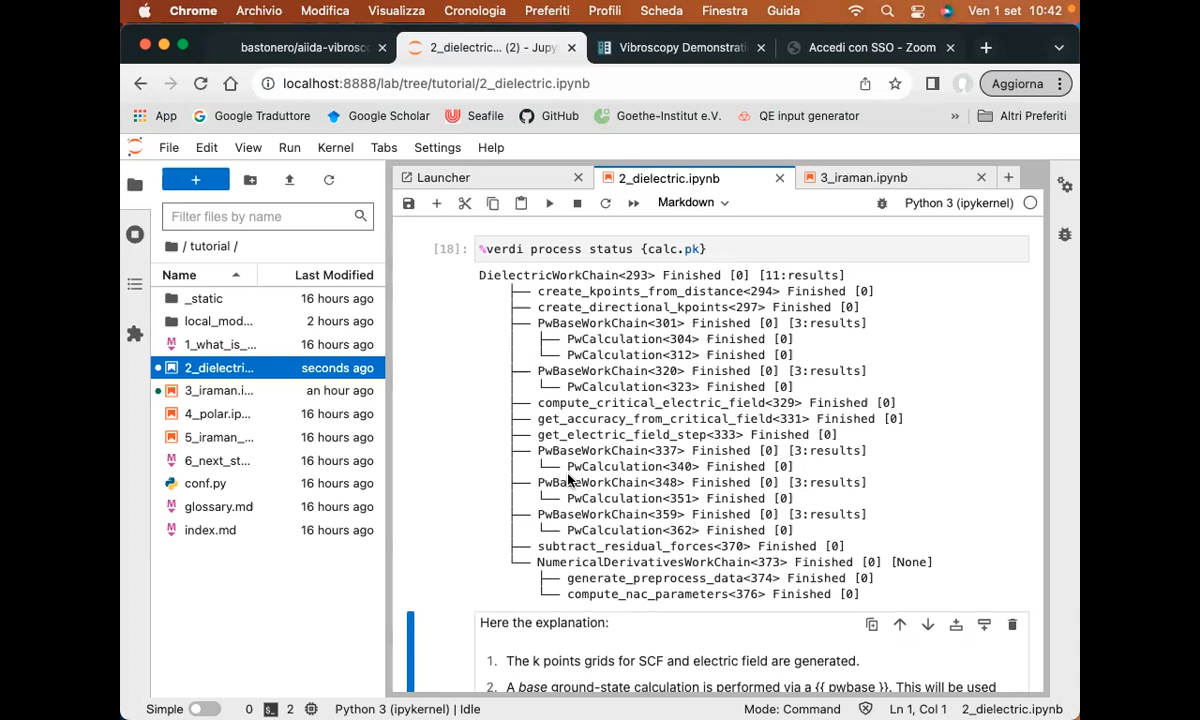 Chrome Archivio Modifica Visualizza Cronologia Preferiti Profili Scheda Finestra Guida Ven 1 set 10:42
bastonero/aiida-vibrosc 2_dielectric... (2) - Jupy Vibroscopy Demonstrati Accedi con SSO - Zoom
localhost:8888/lab/tree/tutorial/2_dielectric.ipynb Aggiorna
App Google Traduttore Google Scholar Seafile GitHub Goethe-Institut e.V. QE input generator » Altri Preferiti
File Edit View Run Kernel Tabs Settings Help
Launcher 2_dielectric.ipynb 3_iraman.ipynb
Markdown Python 3 (ipykernel)
Filter files by name
/ tutorial /
Name Last Modified
_static 16 hours ago
local_mod... 2 hours ago
1_what_is_... 16 hours ago
2_dielectri... seconds ago
3_iraman.i... an hour ago
4_polar.ip... 16 hours ago
5_iraman_... 16 hours ago
6_next_st... 16 hours ago
conf.py 16 hours ago
glossary.md 16 hours ago
index.md 16 hours ago
[18]: %verdi process status {calc.pk}
DielectricWorkChain<293> Finished [0] [11:results]
├── create_kpoints_from_distance<294> Finished [0]
├── create_directional_kpoints<297> Finished [0]
├── PwBaseWorkChain<301> Finished [0] [3:results]
│ ├── PwCalculation<304> Finished [0]
│ └── PwCalculation<312> Finished [0]
├── PwBaseWorkChain<320> Finished [0] [3:results]
│ └── PwCalculation<323> Finished [0]
├── compute_critical_electric_field<329> Finished [0]
├── get_accuracy_from_critical_field<331> Finished [0]
├── get_electric_field_step<333> Finished [0]
├── PwBaseWorkChain<337> Finished [0] [3:results]
│ └── PwCalculation<340> Finished [0]
├── PwBaseWorkChain<348> Finished [0] [3:results]
│ └── PwCalculation<351> Finished [0]
├── PwBaseWorkChain<359> Finished [0] [3:results]
│ └── PwCalculation<362> Finished [0]
├── subtract_residual_forces<370> Finished [0]
└── NumericalDerivativesWorkChain<373> Finished [0] [None]
├── generate_preprocess_data<374> Finished [0]
└── compute_nac_parameters<376> Finished [0]
Here the explanation:
1. The k points grids for SCF and electric field are generated.
2. A base ground-state calculation is performed via a {{ pwbase }}. This will be used
Simple 0 2 Python 3 (ipykernel) | Idle Mode: Command Ln 1, Col 1 2_dielectric.ipynb